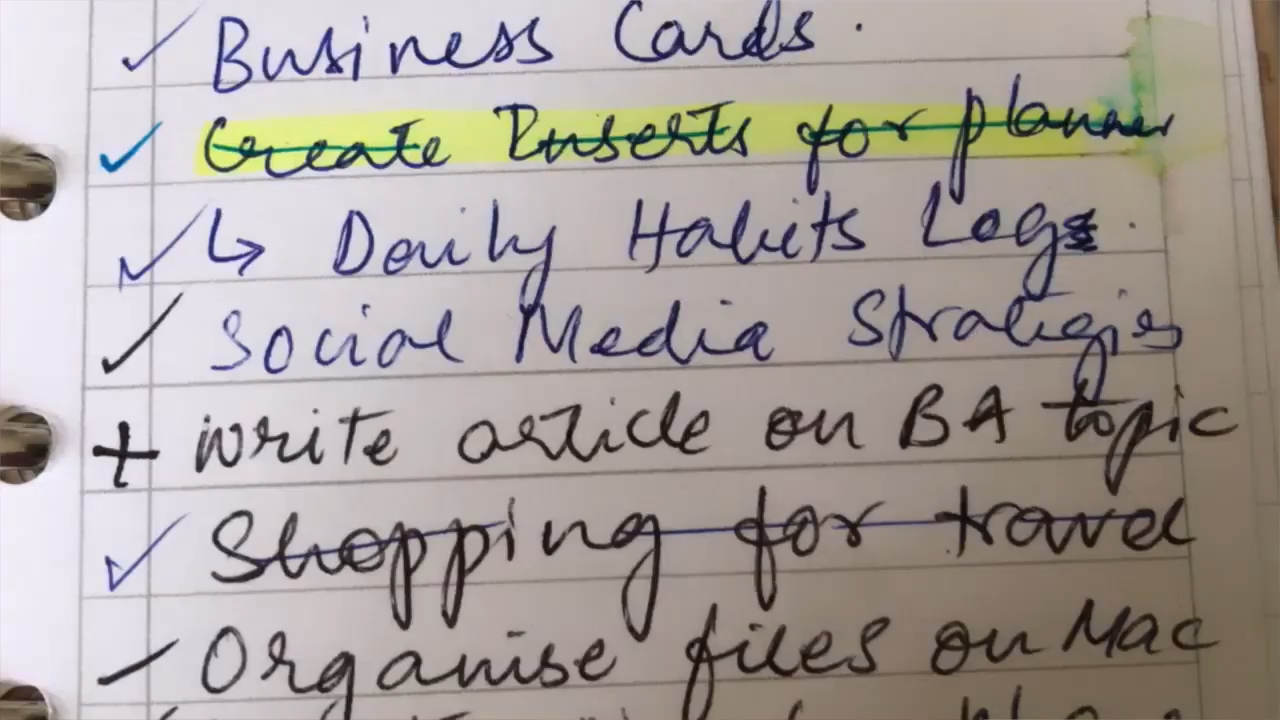 ✓ Business Cards.
✓ Create Inserts for planner
✓ ↳ Daily Habits Logs.
✓ Social Media Strategies
+ write article on BA topic
✓ Shopping for travel
– Organise files on Mac